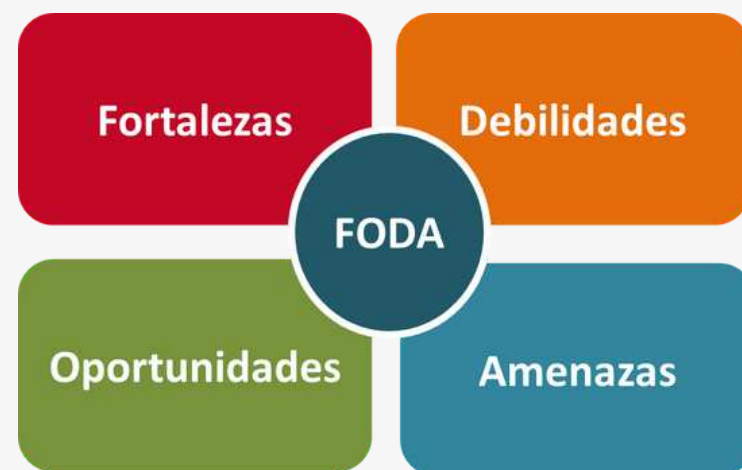 Fortalezas
Debilidades
FODA
Oportunidades
Amenazas